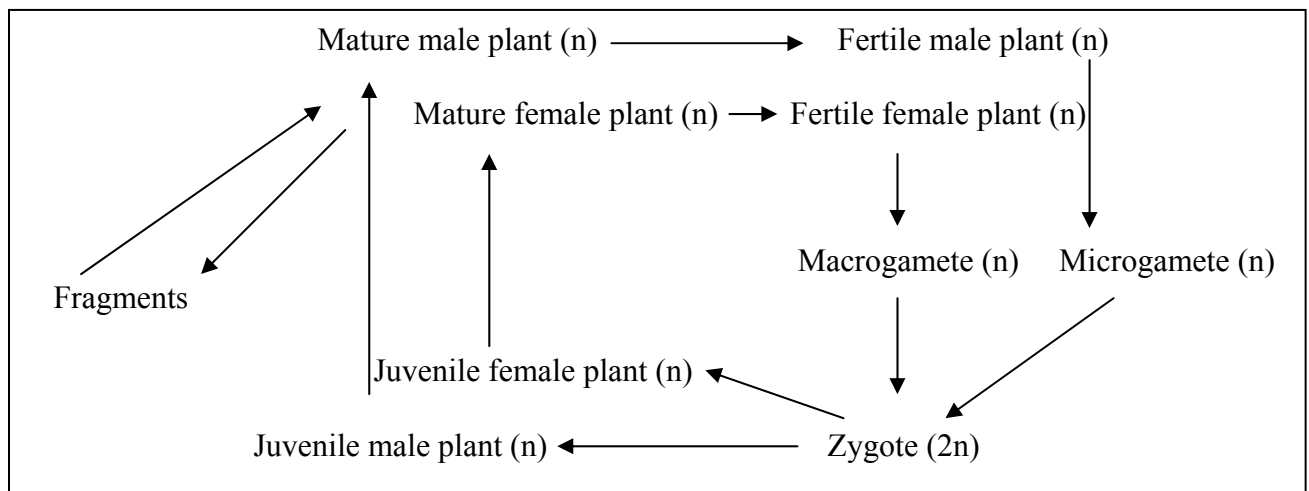 Mature male plant (n) Fertile male plant (n)
Mature female plant (n) Fertile female plant (n)
Macrogamete (n) Microgamete (n)
Fragments
Juvenile female plant (n)
Juvenile male plant (n) Zygote (2n)